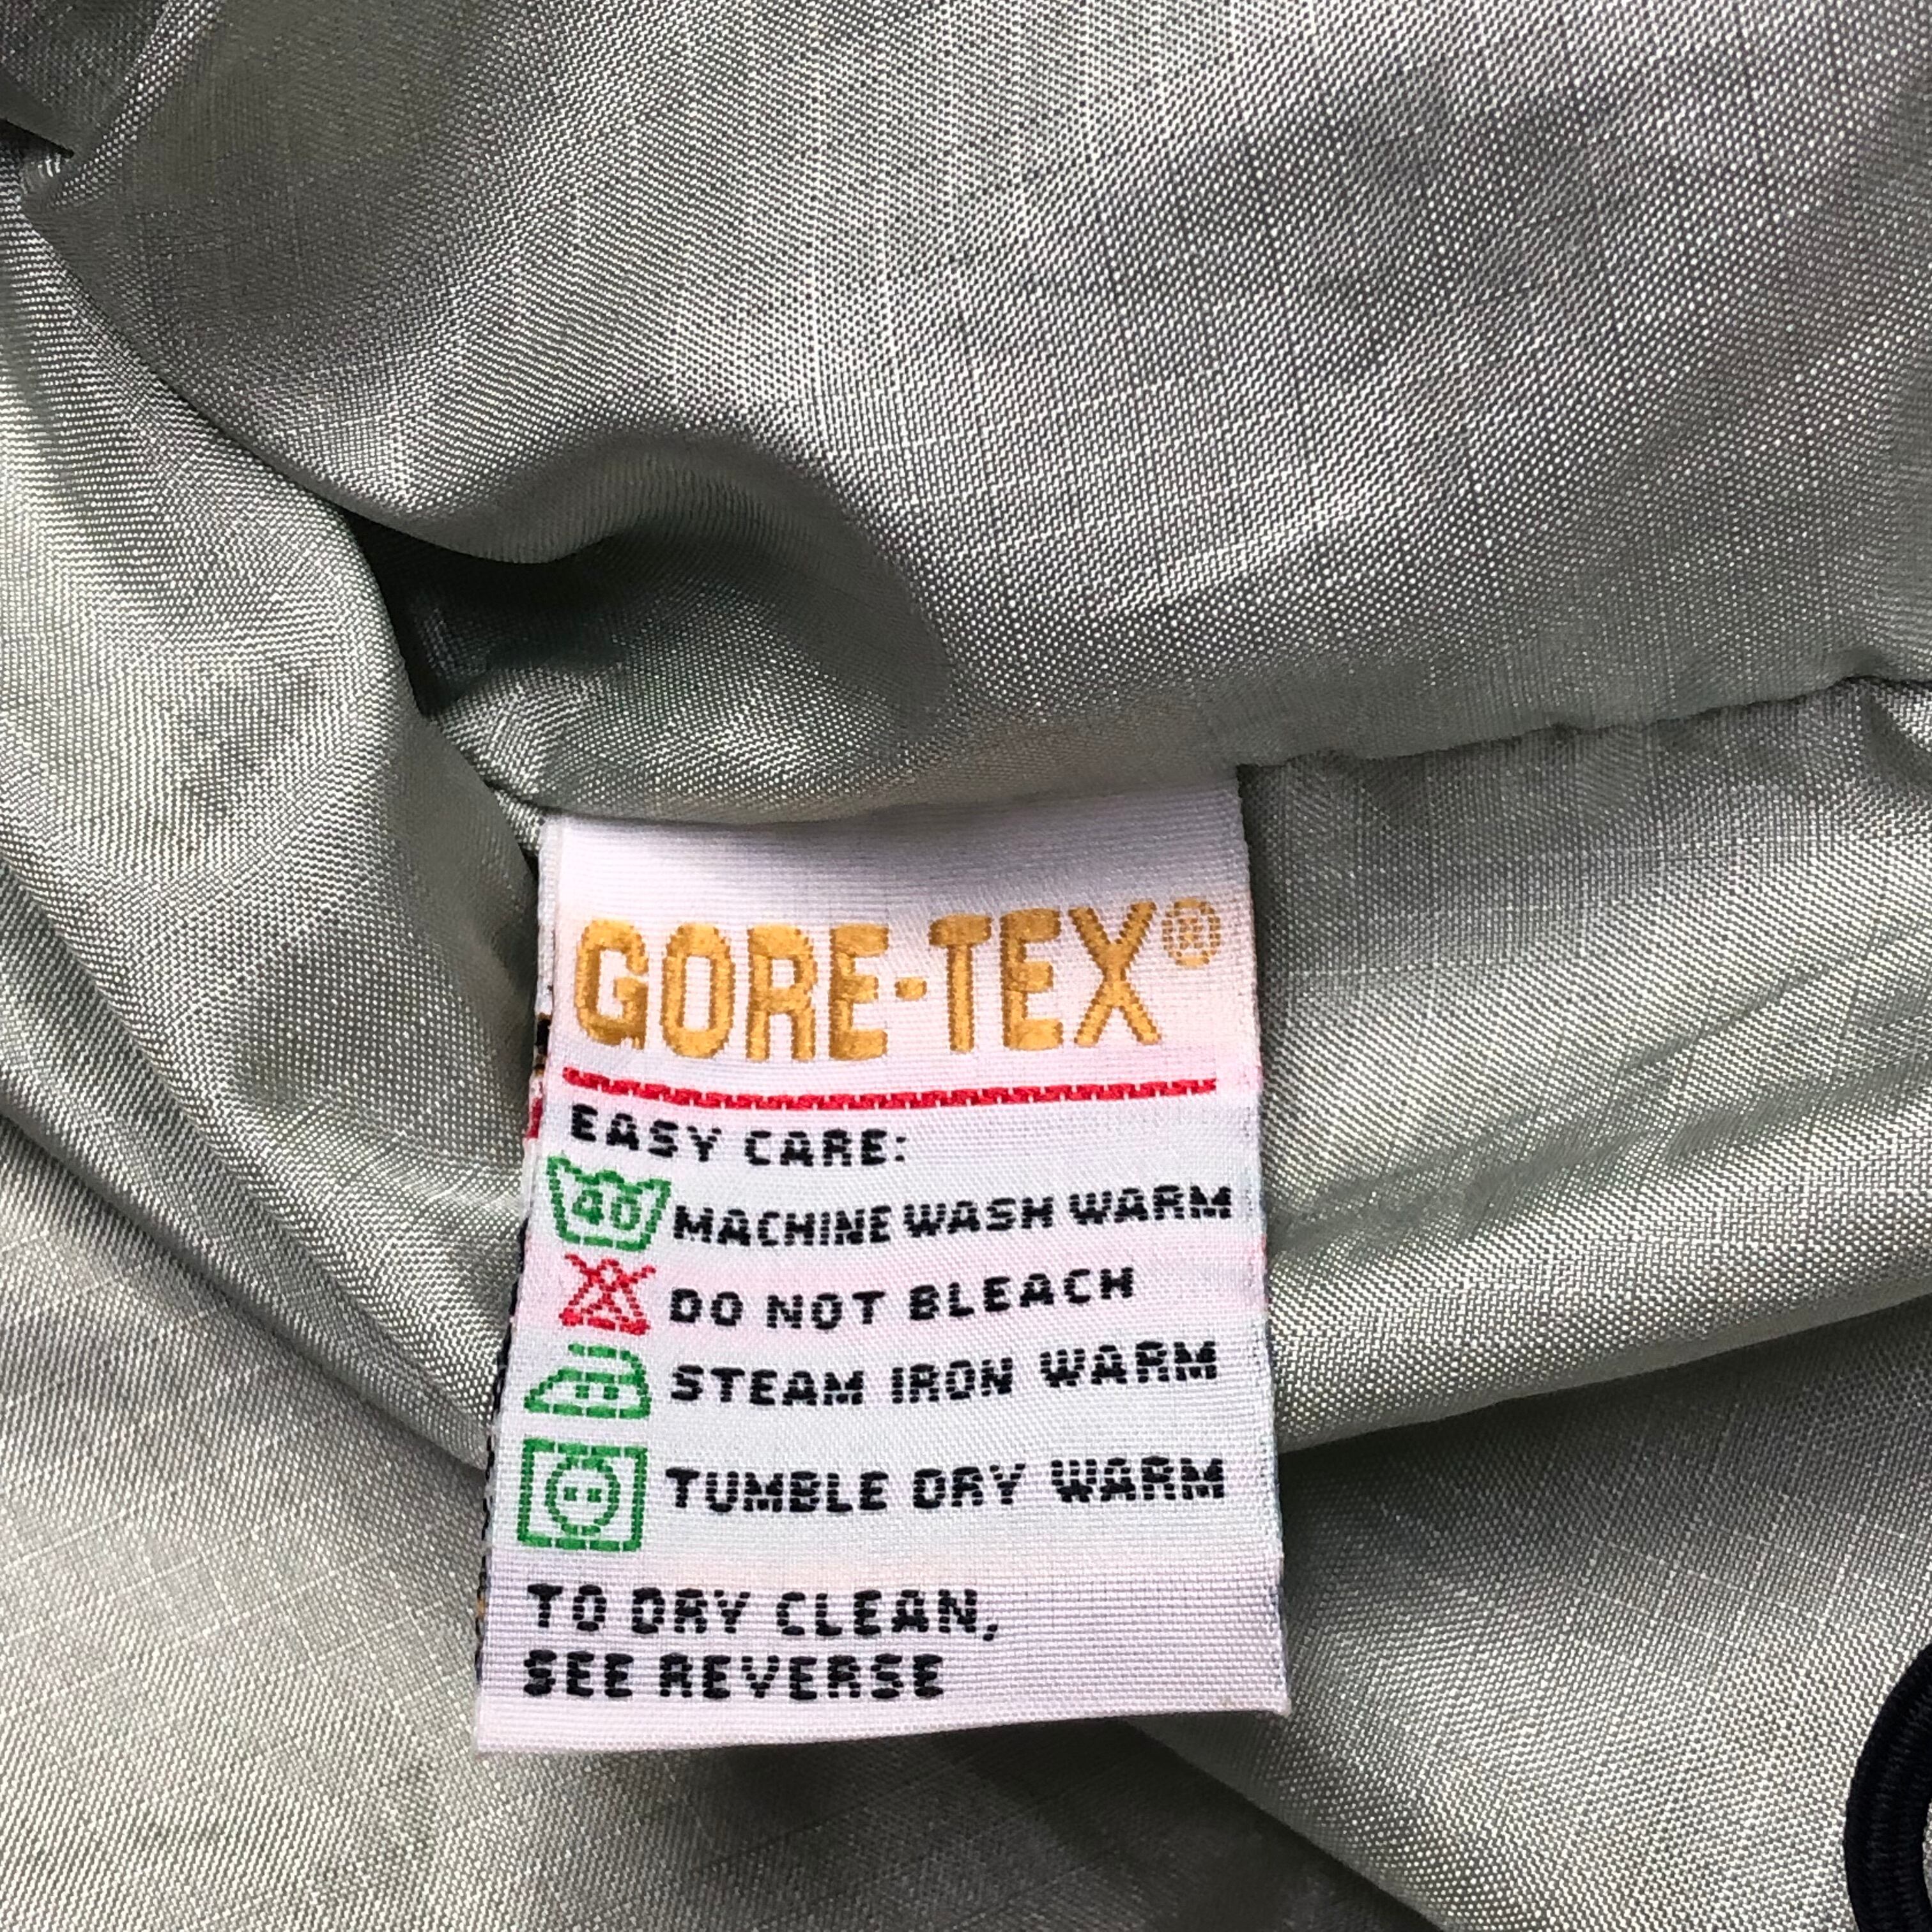 GORE-TEX®
EASY CARE:
40 MACHINE WASH WARM
DO NOT BLEACH
STEAM IRON WARM
TUMBLE DRY WARM
TO DRY CLEAN,
SEE REVERSE